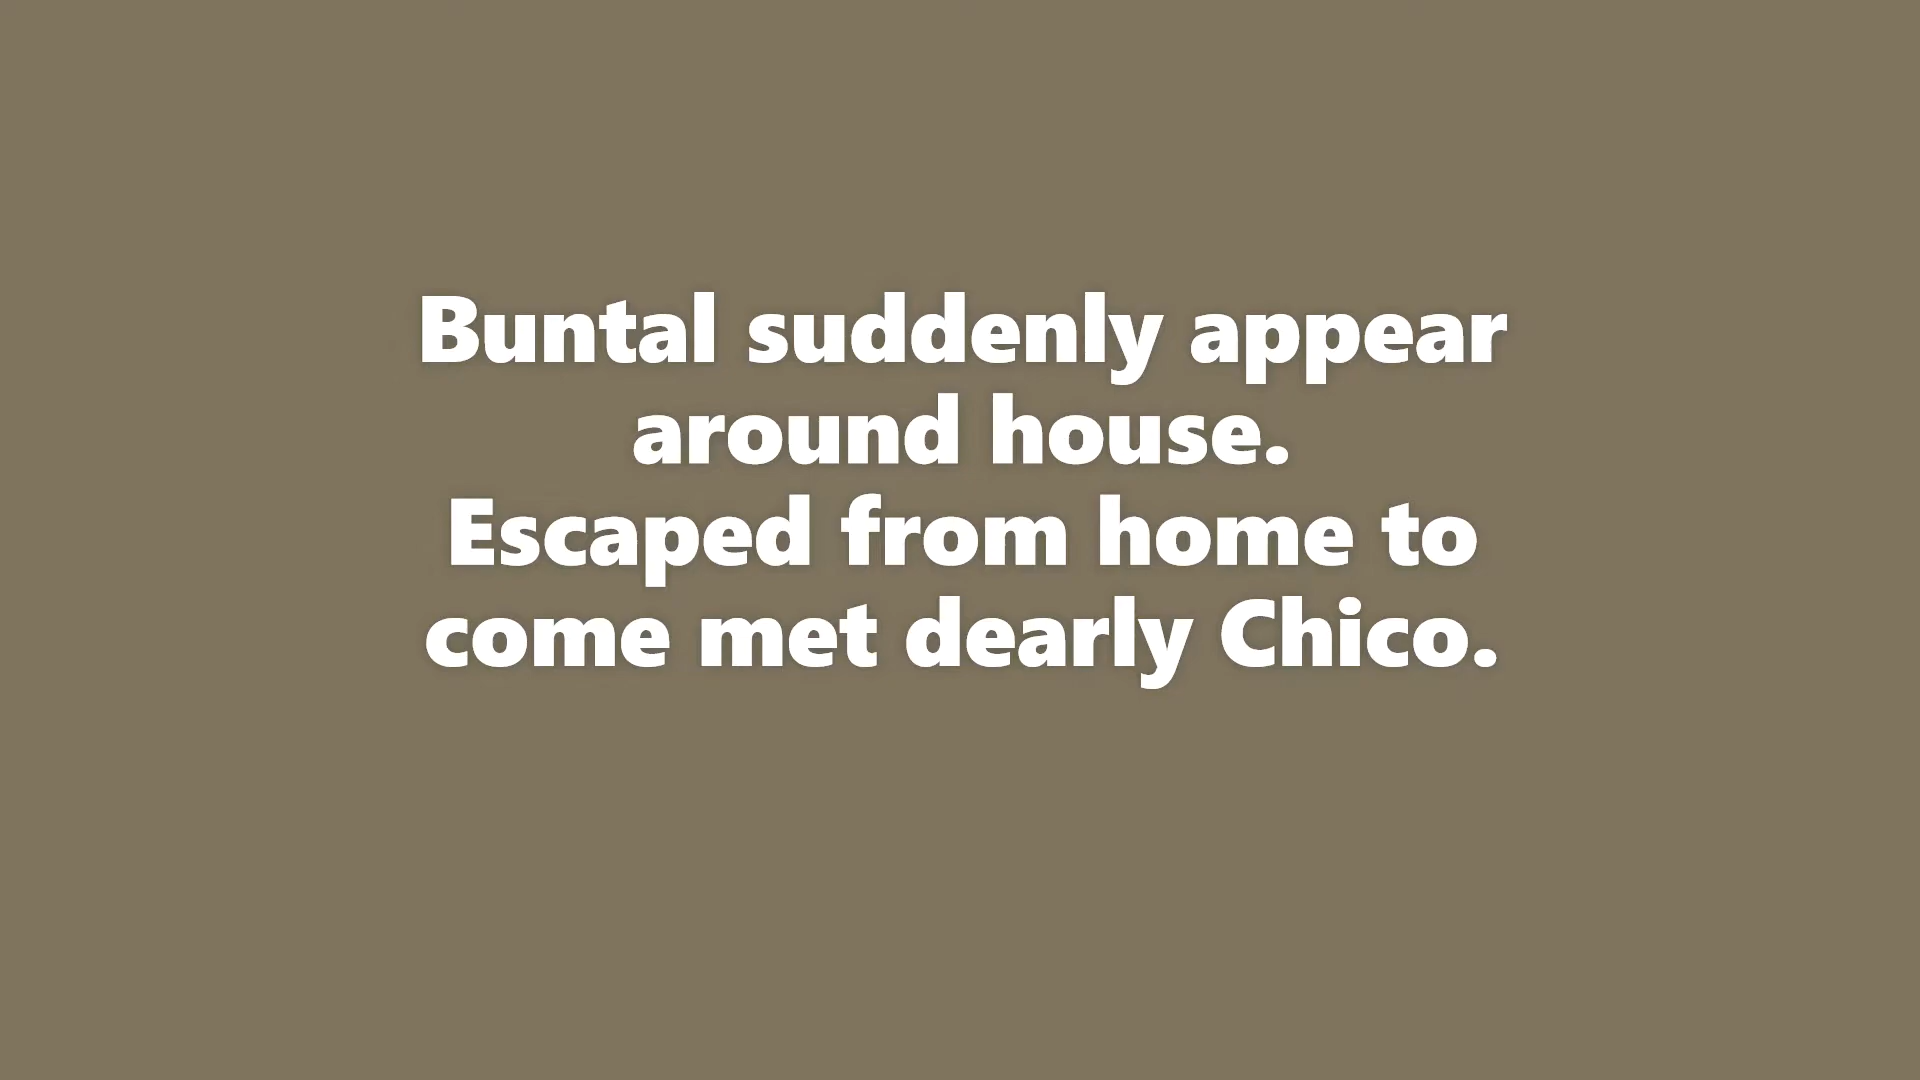 Buntal suddenly appear
around house.
Escaped from home to
come met dearly Chico.